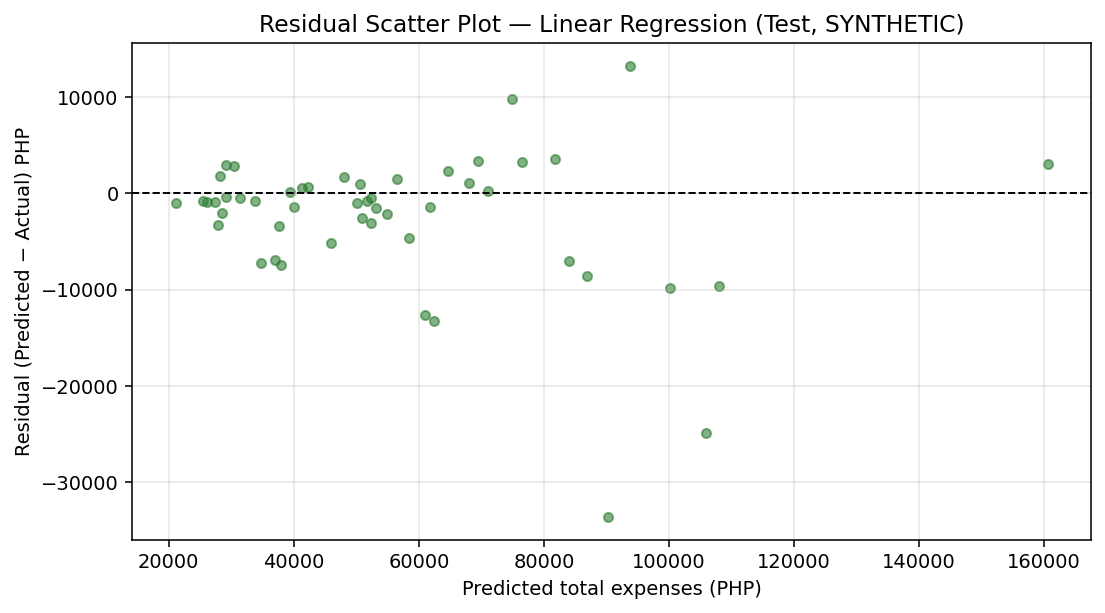 Residual Scatter Plot — Linear Regression (Test, SYNTHETIC)
Residual (Predicted − Actual) PHP
10000
0
−10000
−20000
−30000
20000 40000 60000 80000 100000 120000 140000 160000
Predicted total expenses (PHP)